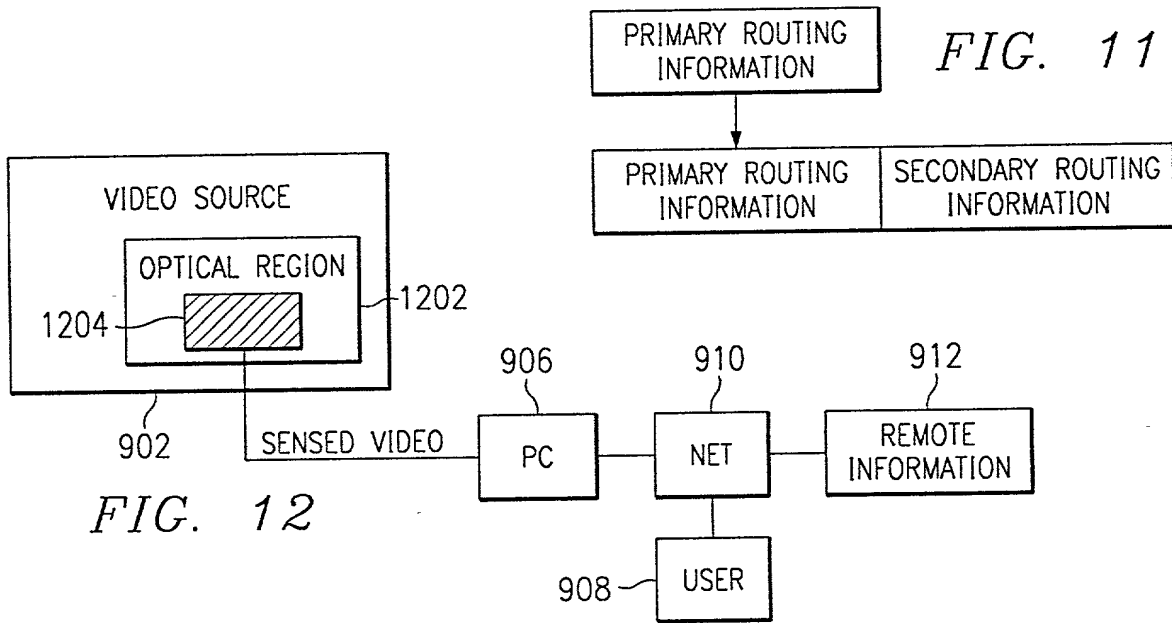 PRIMARY ROUTING
INFORMATION
FIG. 11
PRIMARY ROUTING
INFORMATION
SECONDARY ROUTING
INFORMATION
VIDEO SOURCE
OPTICAL REGION
1204
1202
902
SENSED VIDEO
906
PC
910
NET
912
REMOTE
INFORMATION
908
USER
FIG. 12